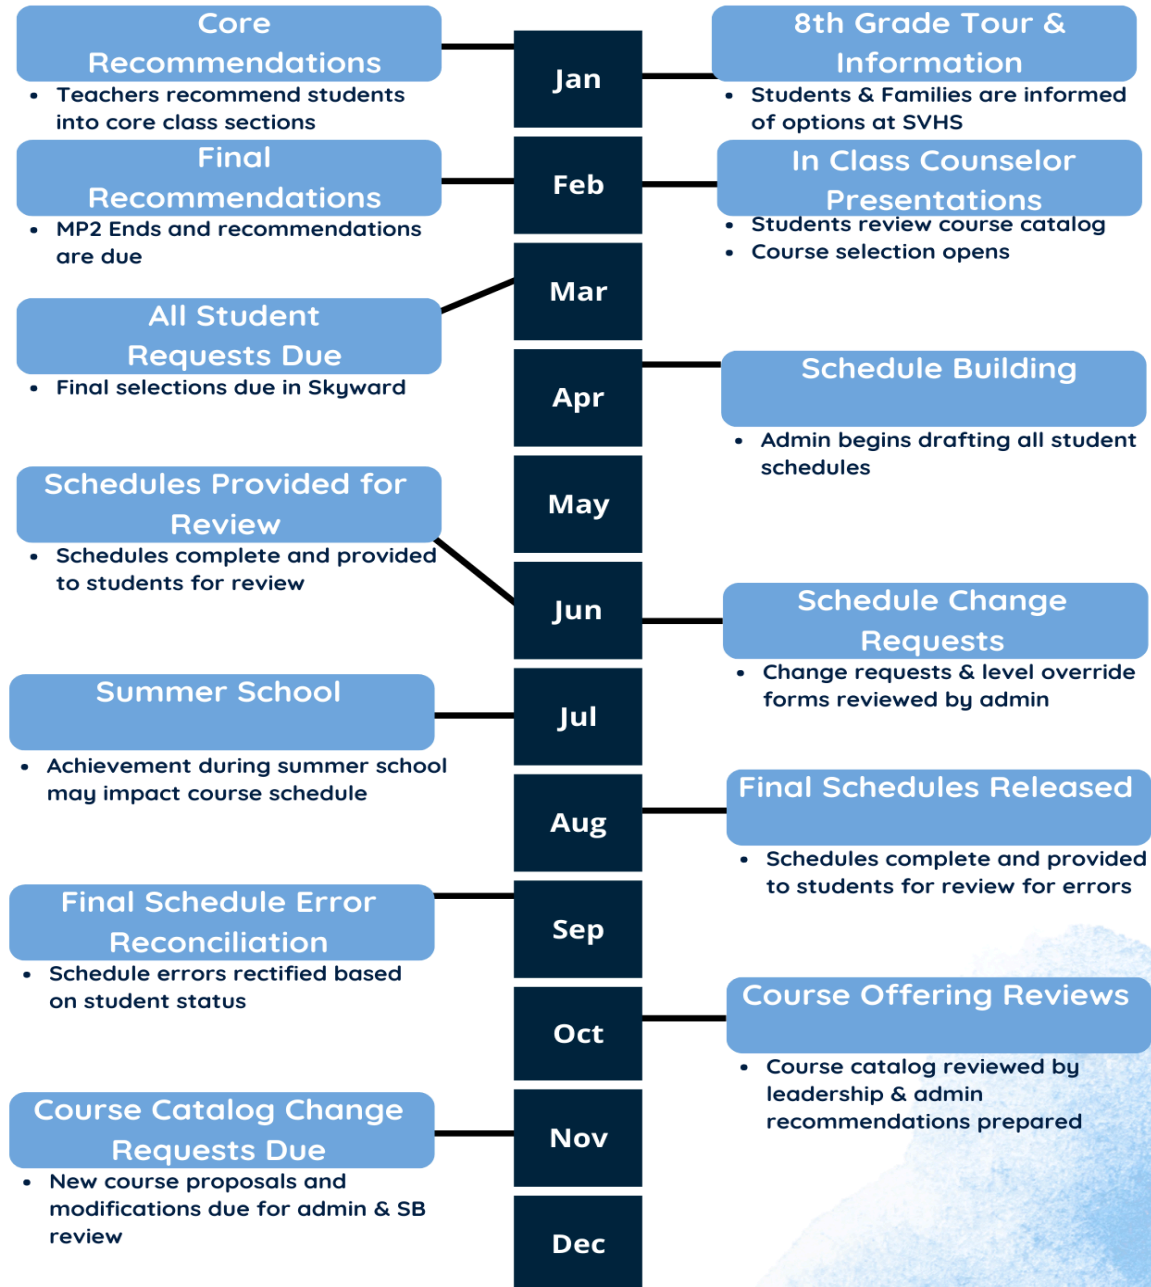 Core
Recommendations
• Teachers recommend students
into core class sections
Jan
8th Grade Tour &
Information
• Students & Families are informed
of options at SVHS
Final
Recommendations
• MP2 Ends and recommendations
are due
Feb
In Class Counselor
Presentations
• Students review course catalog
• Course selection opens
Mar
All Student
Requests Due
• Final selections due in Skyward
Apr
Schedule Building
• Admin begins drafting all student
schedules
May
Schedules Provided for
Review
• Schedules complete and provided
to students for review
Jun
Schedule Change
Requests
• Change requests & level override
forms reviewed by admin
Summer School
• Achievement during summer school
may impact course schedule
Jul
Aug
Final Schedules Released
• Schedules complete and provided
to students for review for errors
Final Schedule Error
Reconciliation
• Schedule errors rectified based
on student status
Sep
Oct
Course Offering Reviews
• Course catalog reviewed by
leadership & admin
recommendations prepared
Course Catalog Change
Requests Due
• New course proposals and
modifications due for admin & SB
review
Nov
Dec